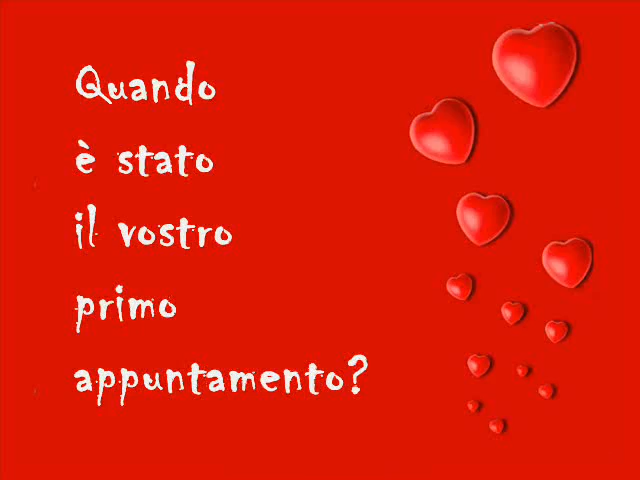 Quando
è stato
il vostro
primo
appuntamento?